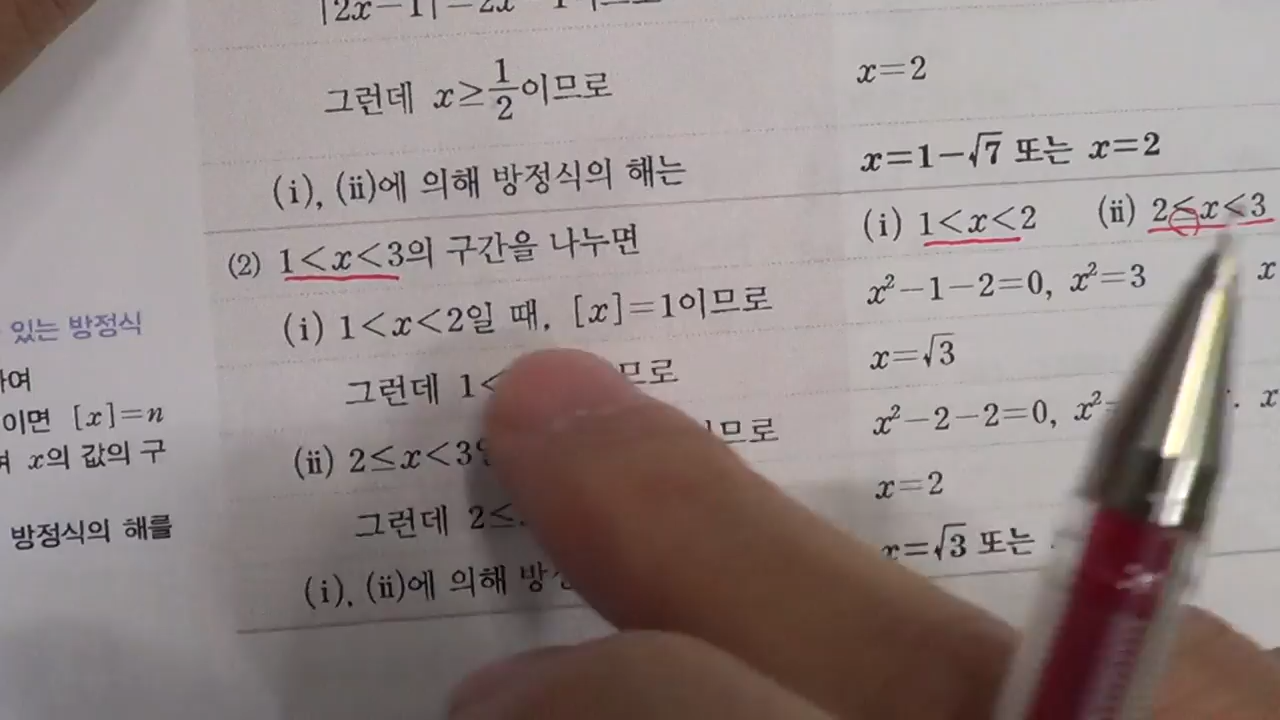 그런데 x≥1/2이므로 x=2
(ⅰ), (ⅱ)에 의해 방정식의 해는 x=1-√7 또는 x=2
(2) 1<x<3의 구간을 나누면 (ⅰ) 1<x<2 (ⅱ) 2≤x<3
(ⅰ) 1<x<2일 때, [x]=1이므로 x²-1-2=0, x²=3 x
그런데 1< 므로 x=√3
(ⅱ) 2≤x<3 이므로 x²-2-2=0, x²= x
그런데 2≤ x=2
(ⅰ), (ⅱ)에 의해 x=√3 또는
있는 방정식
하여
이면 [x]=n
x의 값의 구
방정식의 해를